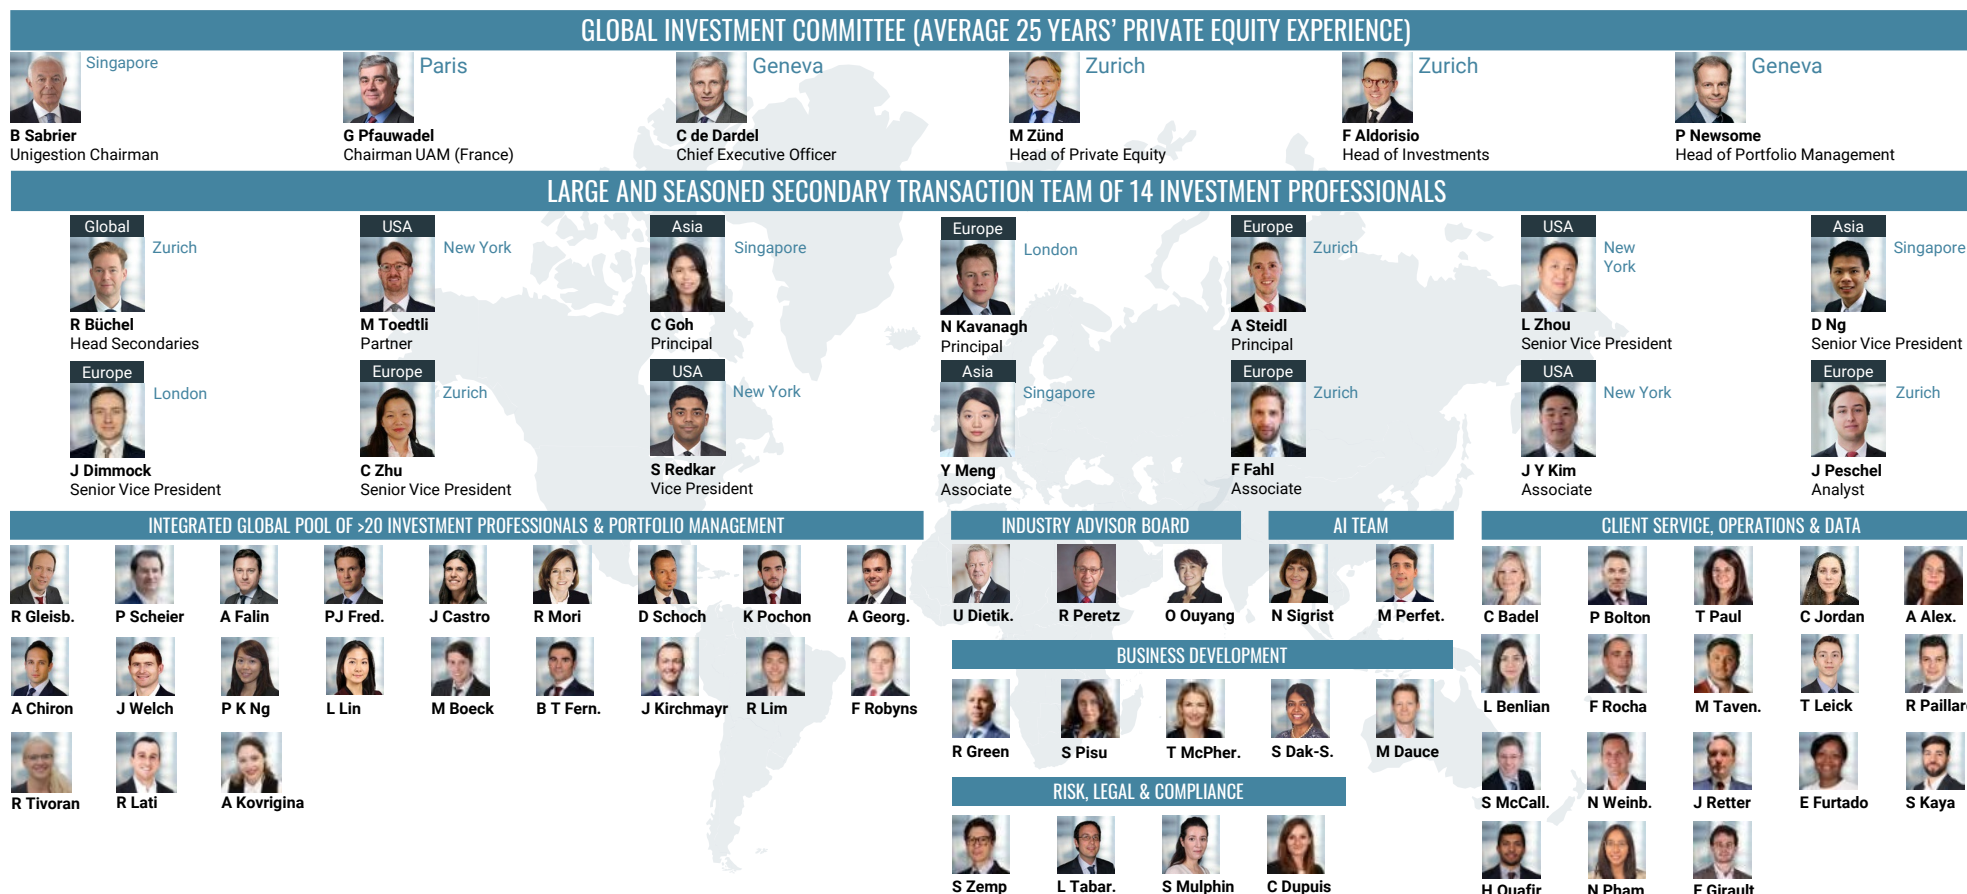 GLOBAL INVESTMENT COMMITTEE (AVERAGE 25 YEARS' PRIVATE EQUITY EXPERIENCE)
Singapore
B Sabrier
Unigestion Chairman
Paris
G Pfauwadel
Chairman UAM (France)
Geneva
C de Dardel
Chief Executive Officer
Zurich
M Zünd
Head of Private Equity
Zurich
F Aldorisio
Head of Investments
Geneva
P Newsome
Head of Portfolio Management
LARGE AND SEASONED SECONDARY TRANSACTION TEAM OF 14 INVESTMENT PROFESSIONALS
Global
Zurich
R Büchel
Head Secondaries
USA
New York
M Toedtli
Partner
Asia
Singapore
C Goh
Principal
Europe
London
N Kavanagh
Principal
Europe
Zurich
A Steidl
Principal
USA
New
York
L Zhou
Senior Vice President
Asia
Singapore
D Ng
Senior Vice President
Europe
London
J Dimmock
Senior Vice President
Europe
Zurich
C Zhu
Senior Vice President
USA
New York
S Redkar
Vice President
Asia
Singapore
Y Meng
Associate
Europe
Zurich
F Fahl
Associate
USA
New York
J Y Kim
Associate
Europe
Zurich
J Peschel
Analyst
INTEGRATED GLOBAL POOL OF >20 INVESTMENT PROFESSIONALS & PORTFOLIO MANAGEMENT
R Gleisb.
P Scheier
A Falin
PJ Fred.
J Castro
R Mori
D Schoch
K Pochon
A Georg.
A Chiron
J Welch
P K Ng
L Lin
M Boeck
B T Fern.
J Kirchmayr
R Lim
F Robyns
R Tivoran
R Lati
A Kovrigina
INDUSTRY ADVISOR BOARD
U Dietik.
R Peretz
O Ouyang
AI TEAM
N Sigrist
M Perfet.
BUSINESS DEVELOPMENT
R Green
S Pisu
T McPher.
S Dak-S.
M Dauce
RISK, LEGAL & COMPLIANCE
S Zemp
L Tabar.
S Mulphin
C Dupuis
CLIENT SERVICE, OPERATIONS & DATA
C Badel
P Bolton
T Paul
C Jordan
A Alex.
L Benlian
F Rocha
M Taven.
T Leick
R Paillar
S McCall.
N Weinb.
J Retter
E Furtado
S Kaya
H Ouafir
N Pham
F Girault